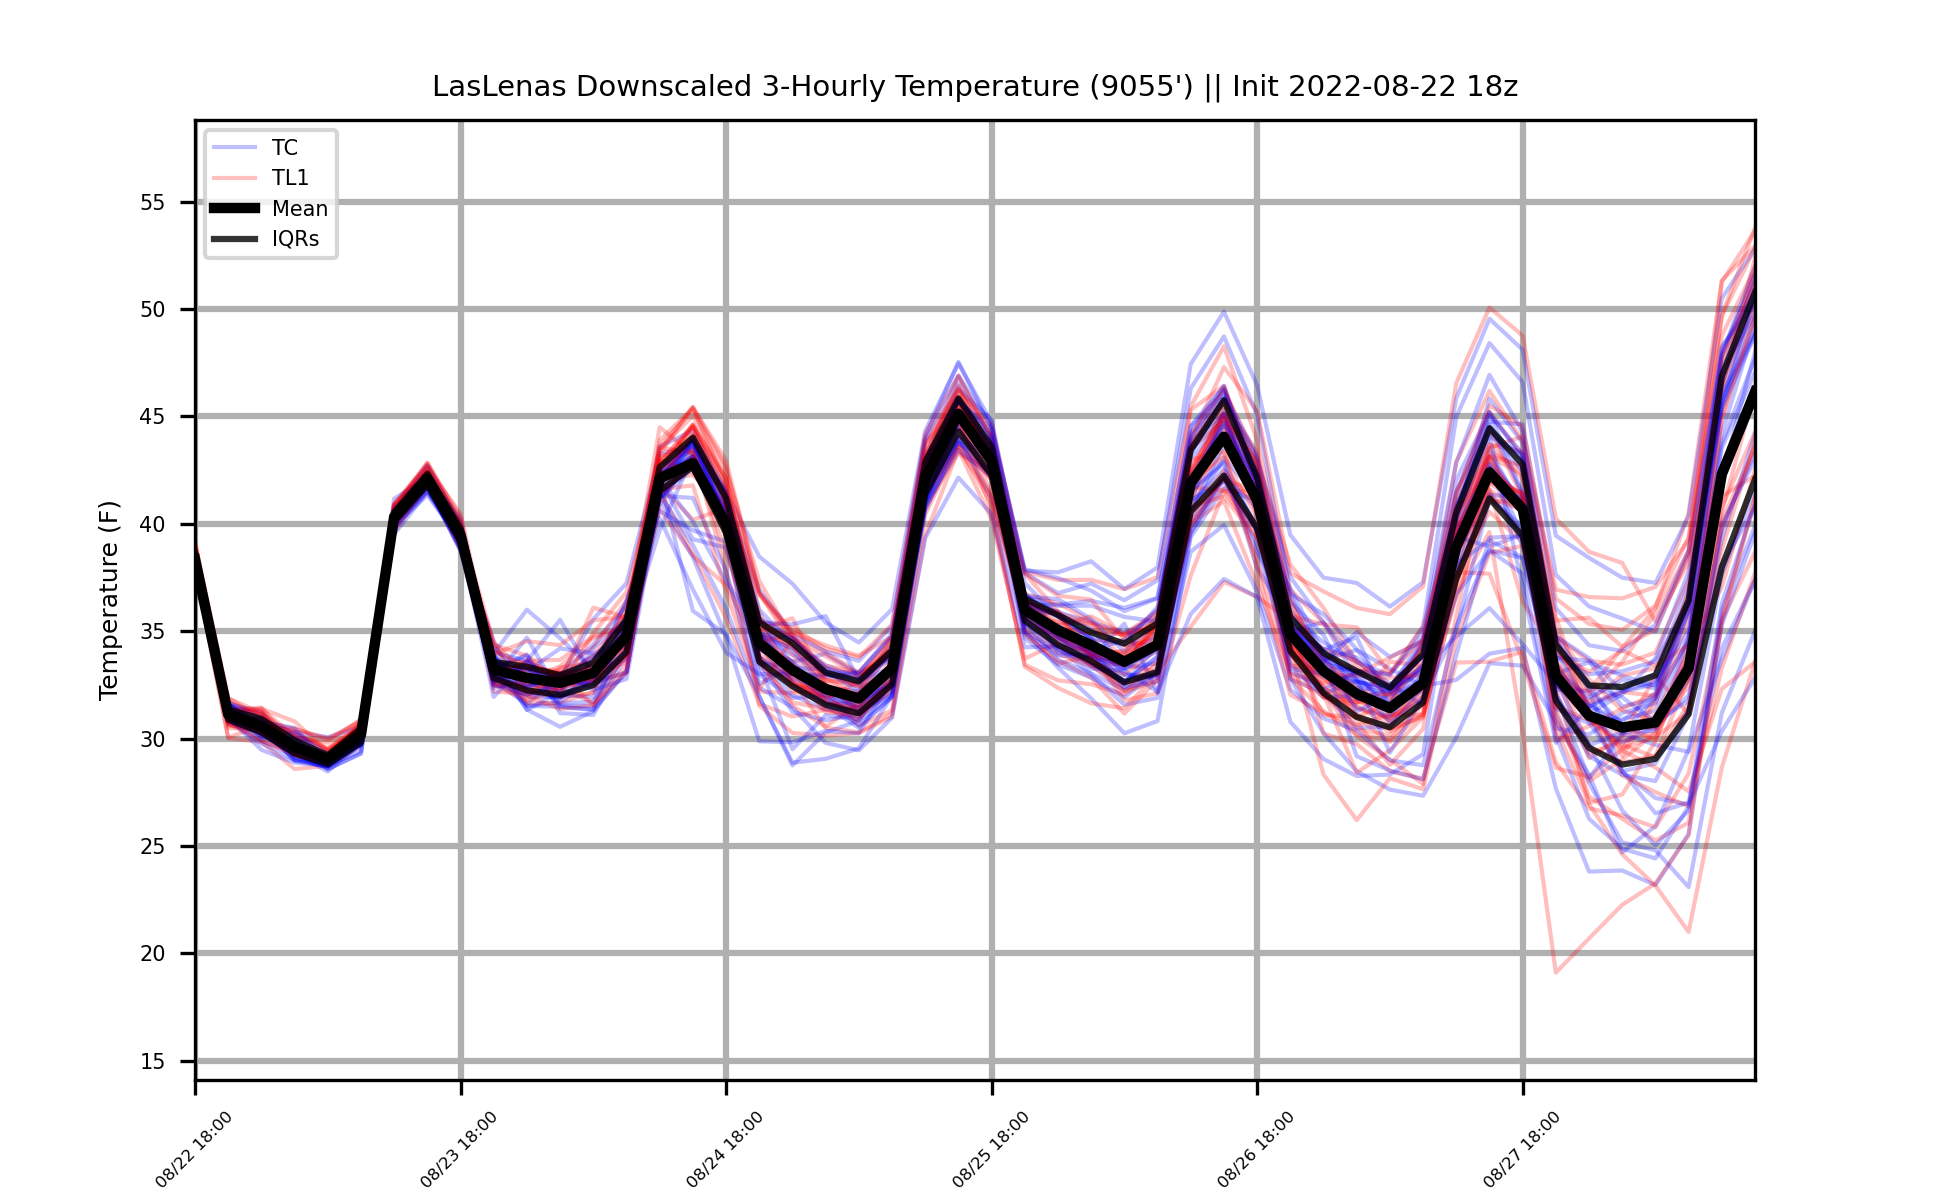 LasLenas Downscaled 3-Hourly Temperature (9055') || Init 2022-08-22 18z
TC
TL1
Mean
IQRs
Temperature (F)
55
50
45
40
35
30
25
20
15
08/22 18:00
08/23 18:00
08/24 18:00
08/25 18:00
08/26 18:00
08/27 18:00